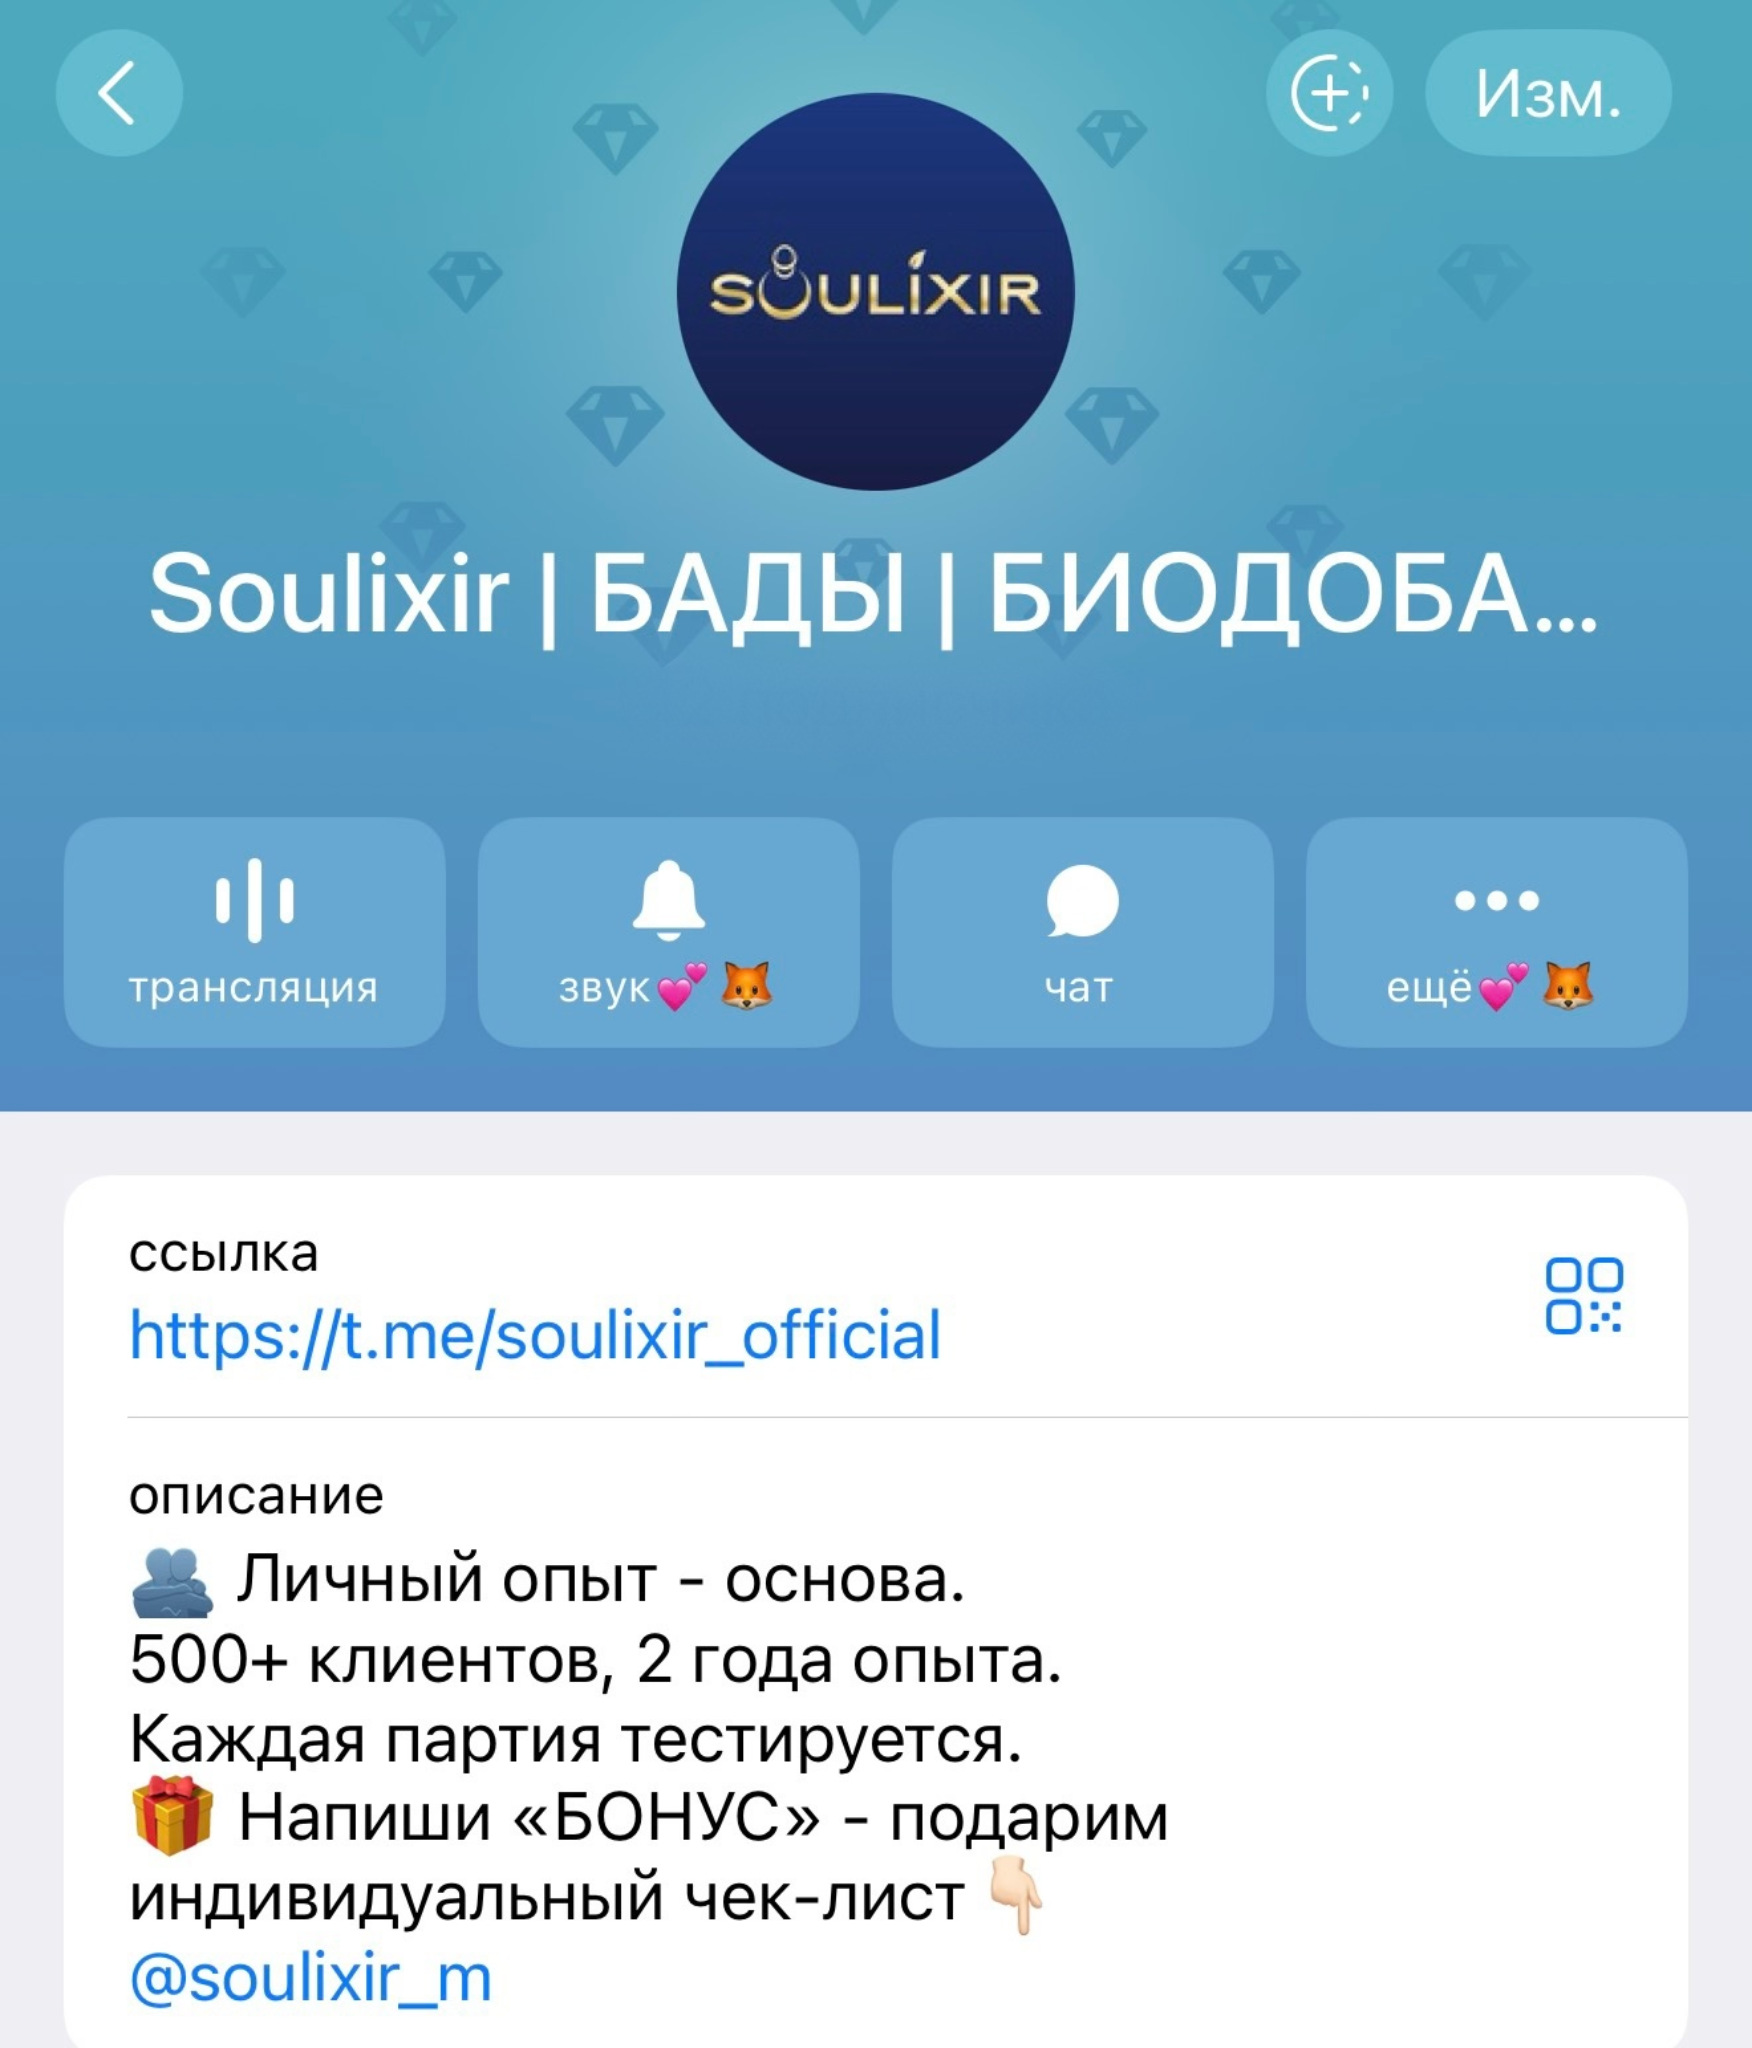 Изм.
SOULIXIR
Soulixir | БАДЫ | БИОДОБА...
трансляция
звук💕🦊
чат
ещё💕🦊
ссылка
https://t.me/soulixir_official
описание
🫂 Личный опыт - основа.
500+ клиентов, 2 года опыта.
Каждая партия тестируется.
🎁 Напиши «БОНУС» - подарим
индивидуальный чек-лист 👇🏻
@soulixir_m